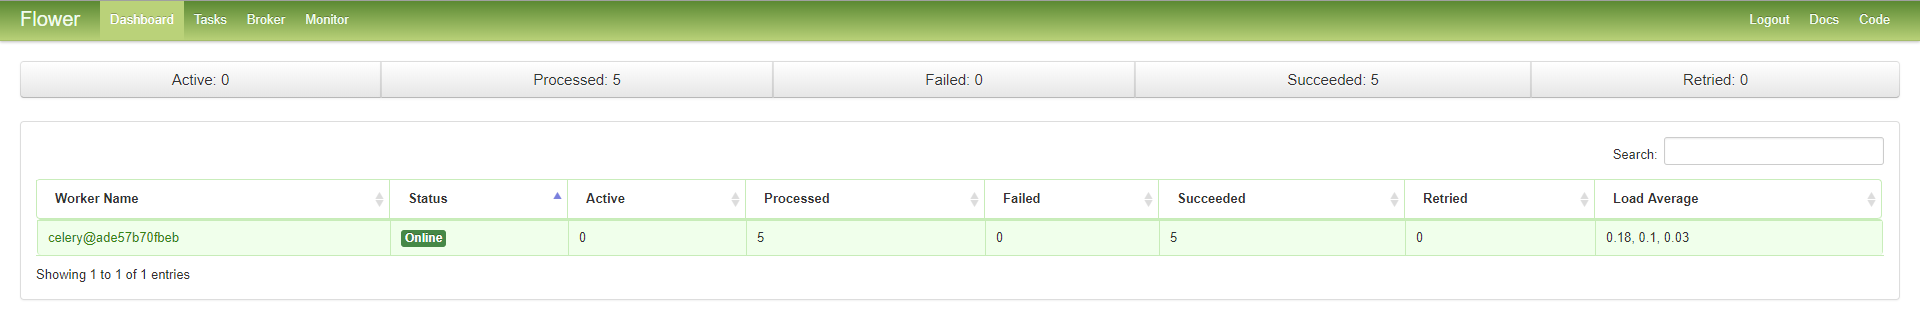 Flower Dashboard Tasks Broker Monitor Logout Docs Code
Active: 0 Processed: 5 Failed: 0 Succeeded: 5 Retried: 0
Search:
Worker Name Status Active Processed Failed Succeeded Retried Load Average
celery@ade57b70fbeb Online 0 5 0 5 0 0.18, 0.1, 0.03
Showing 1 to 1 of 1 entries